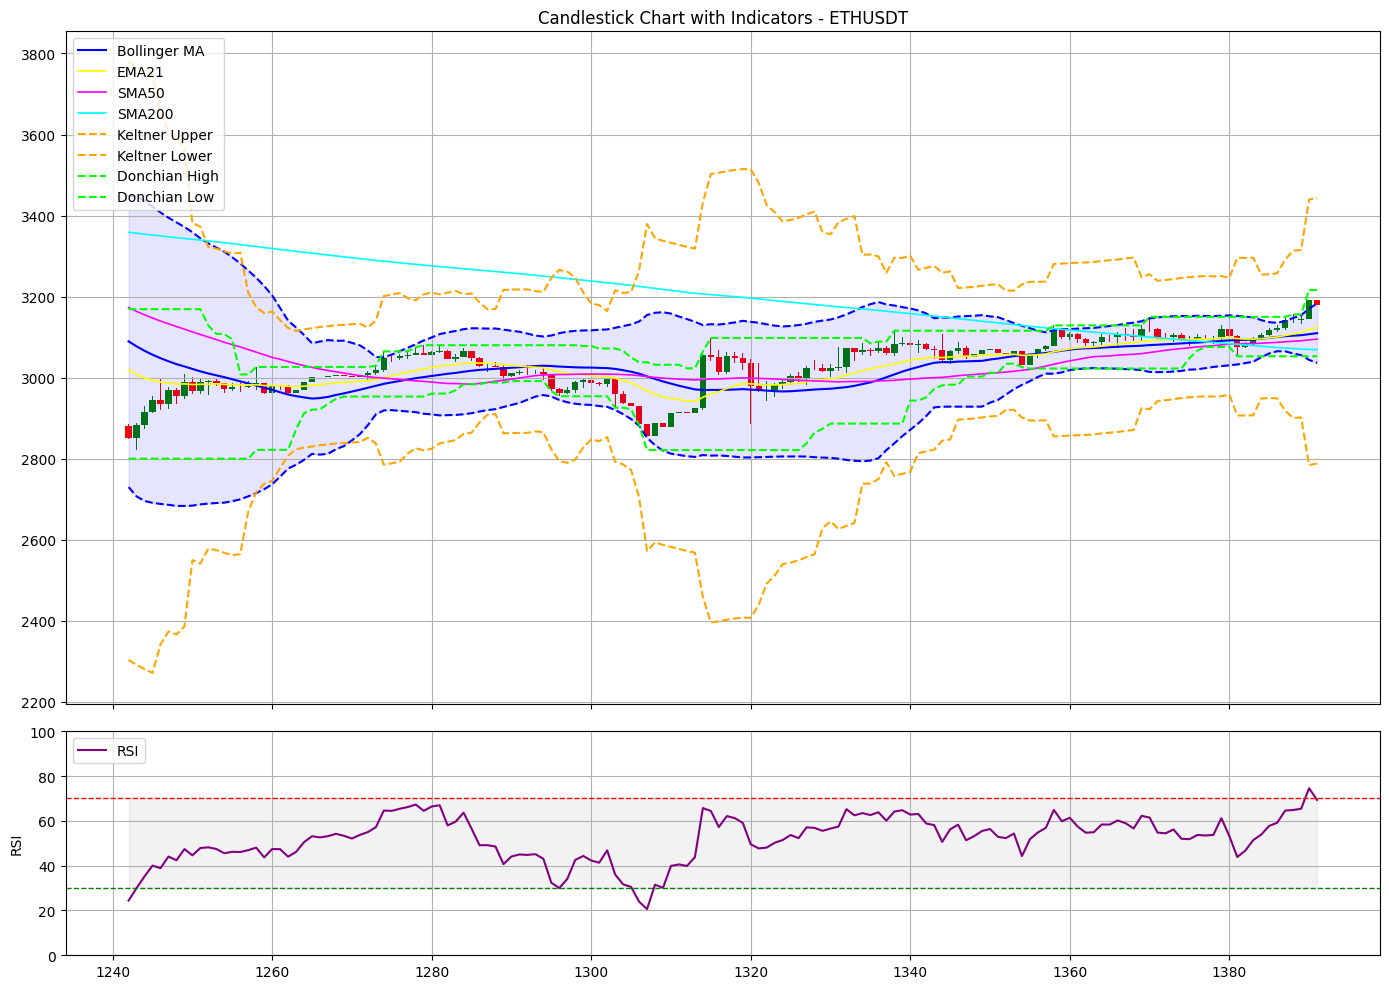 Candlestick Chart with Indicators - ETHUSDT
3800
3600
3400
3200
3000
2800
2600
2400
2200
Bollinger MA
EMA21
SMA50
SMA200
Keltner Upper
Keltner Lower
Donchian High
Donchian Low
100
80
60
40
20
0
RSI
RSI
1240
1260
1280
1300
1320
1340
1360
1380